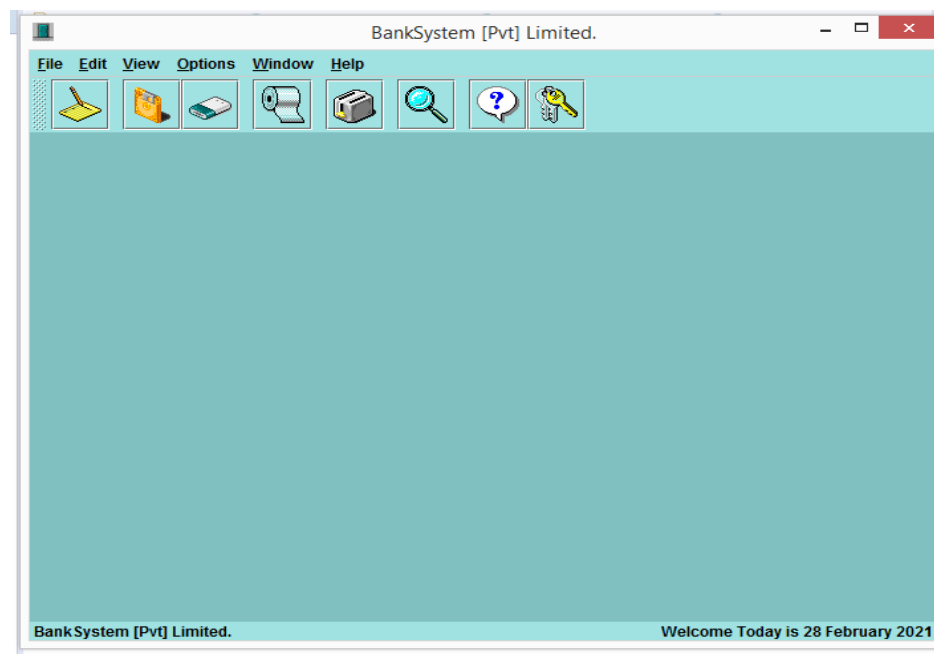 BankSystem [Pvt] Limited.
File Edit View Options Window Help
?
BankSystem [Pvt] Limited. Welcome Today is 28 February 2021